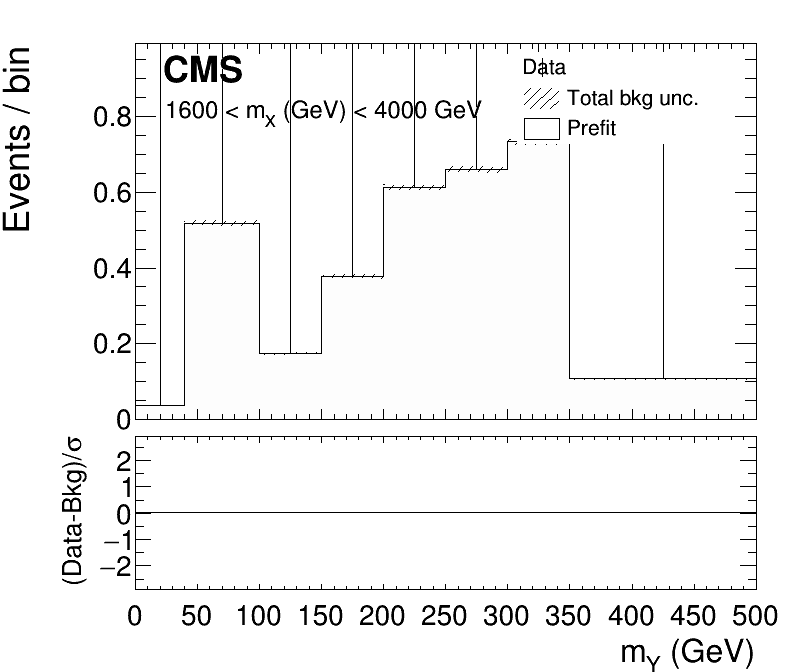 CMS
1600 < mX (GeV) < 4000 GeV
Data
Total bkg unc.
Prefit
Events / bin
0.8
0.6
0.4
0.2
0
(Data-Bkg)/σ
2
1
0
−1
−2
0 50 100 150 200 250 300 350 400 450 500
mY (GeV)